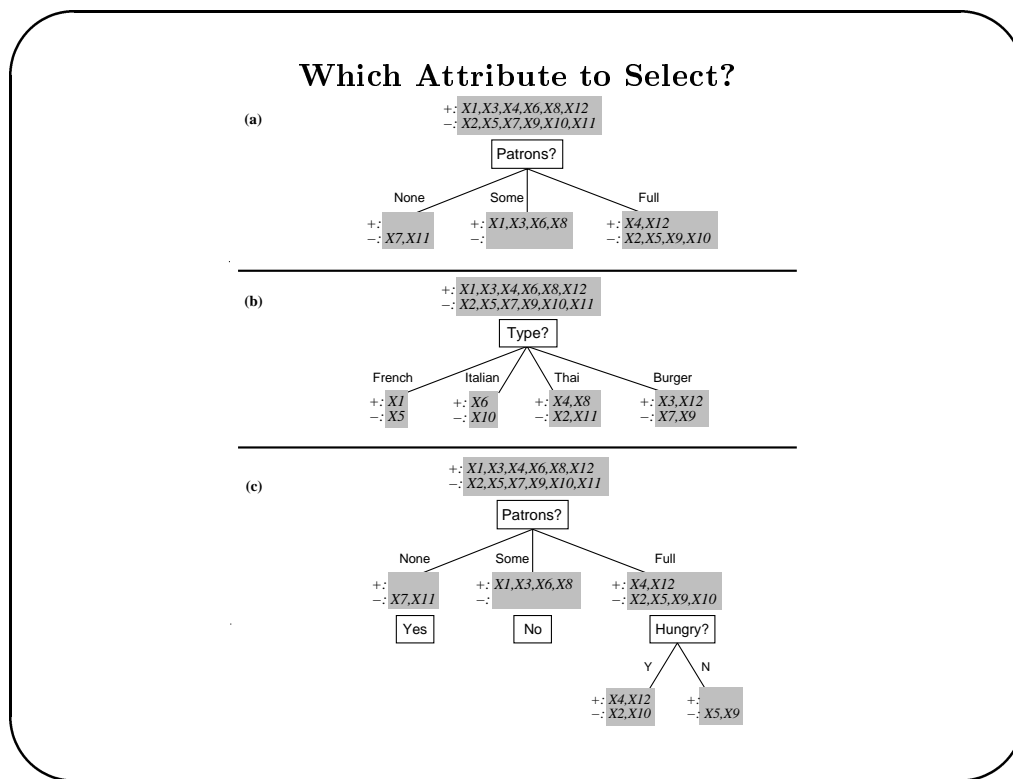 Which Attribute to Select?
+: X1,X3,X4,X6,X8,X12
(a)
−: X2,X5,X7,X9,X10,X11
Patrons?
None Some Full
+: +: X1,X3,X6,X8 +: X4,X12
−: X7,X11 −: −: X2,X5,X9,X10
+: X1,X3,X4,X6,X8,X12
(b)
−: X2,X5,X7,X9,X10,X11
Type?
French Italian Thai Burger
+: X1 +: X6 +: X4,X8 +: X3,X12
−: X5 −: X10 −: X2,X11 −: X7,X9
+: X1,X3,X4,X6,X8,X12
(c)
−: X2,X5,X7,X9,X10,X11
Patrons?
None Some Full
+: +: X1,X3,X6,X8 +: X4,X12
−: X7,X11 −: −: X2,X5,X9,X10
Yes No Hungry?
Y N
+: X4,X12 +:
−: X2,X10 −: X5,X9